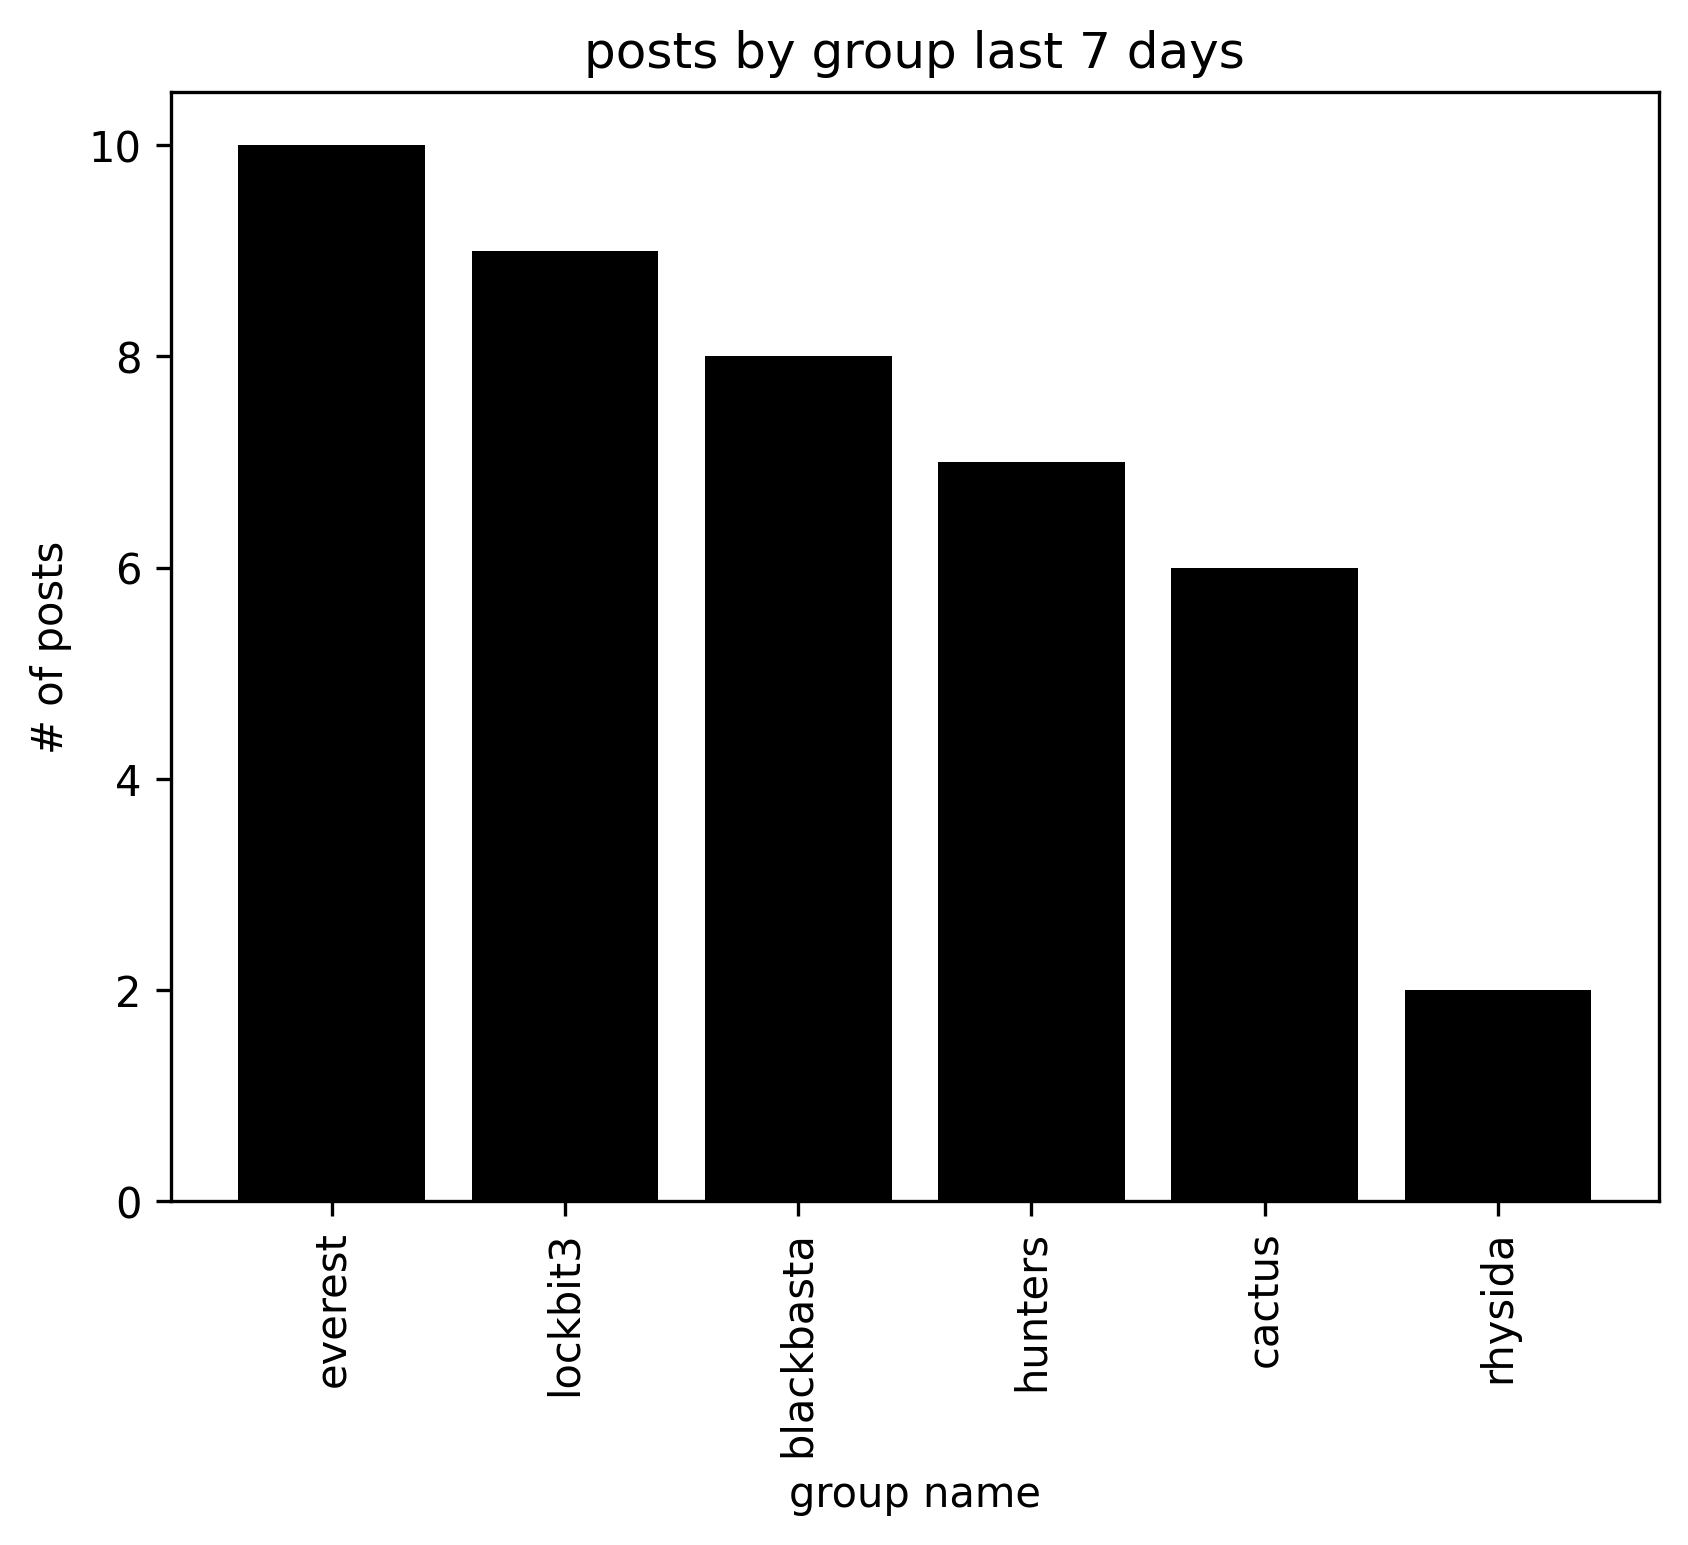 posts by group last 7 days
# of posts
10
8
6
4
2
0
everest
lockbit3
blackbasta
hunters
cactus
rhysida
group name